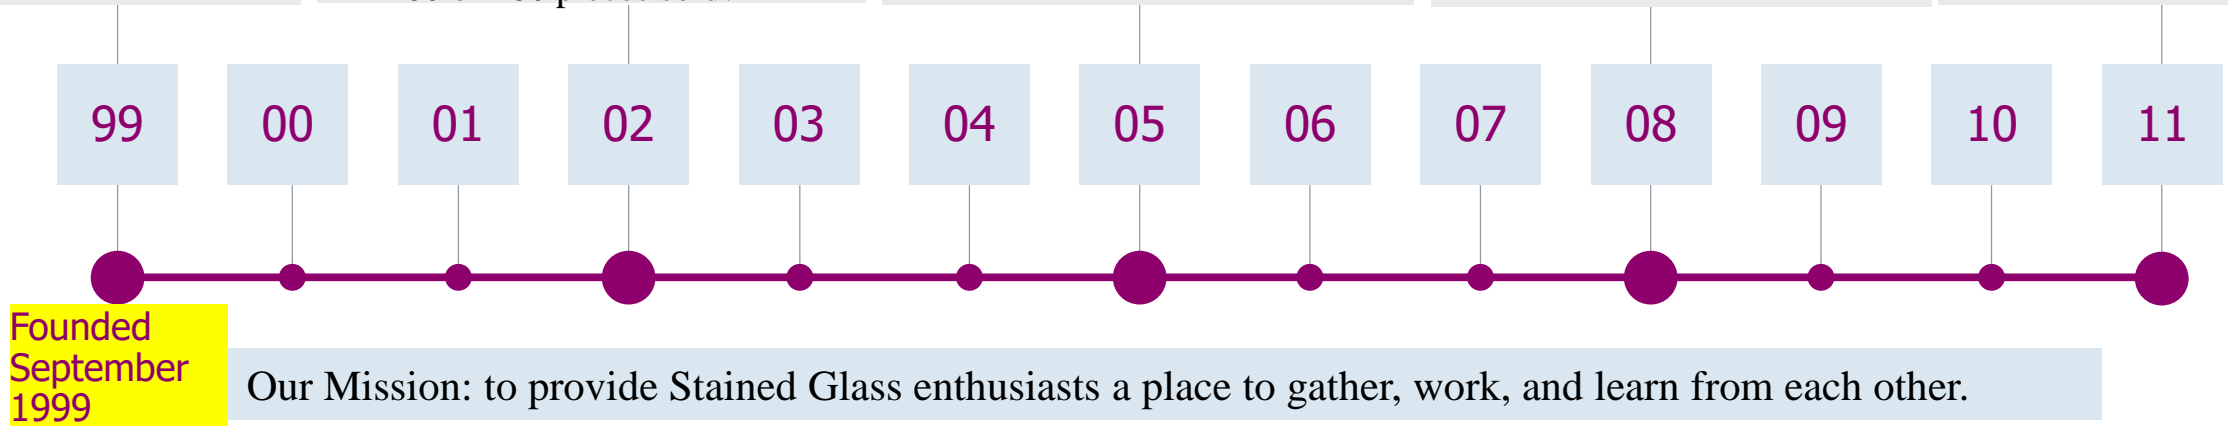 99 00 01 02 03 04 05 06 07 08 09 10 11
Founded
September
1999
Our Mission: to provide Stained Glass enthusiasts a place to gather, work, and learn from each other.